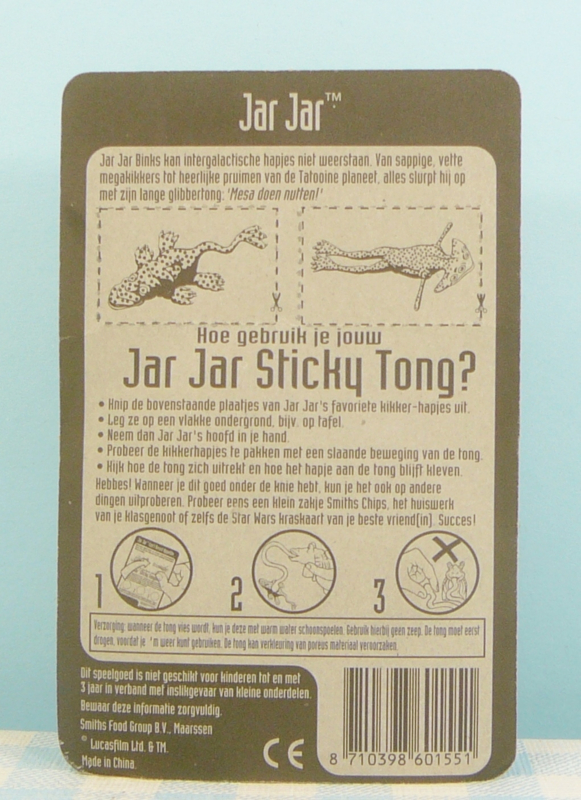 Jar Jar™
Jar Jar Binks kan intergalactische hapjes niet weerstaan. Van sappige, vette
megakikkers tot heerlijke pruimen van de Tatooine planeet, alles slurpt hij op
met zijn lange glibbertong: 'Mesa doen nutten!'
Hoe gebruik je jouw
Jar Jar Sticky Tong?
• Knip de bovenstaande plaatjes van Jar Jar's favoriete kikker-hapjes uit.
• Leg ze op een vlakke ondergrond, bijv. op tafel.
• Neem dan Jar Jar's hoofd in je hand.
• Probeer de kikkerhapjes te pakken met een slaande beweging van de tong.
• Kijk hoe de tong zich uitrekt en hoe het hapje aan de tong blijft kleven.
Hebbes! Wanneer je dit goed onder de knie hebt, kun je het ook op andere
dingen uitproberen. Probeer eens een klein zakje Smiths Chips, het huiswerk
van je klasgenoot of zelfs de Star Wars kraskaart van je beste vriend(in). Succes!
1 2 3
Verzorging: wanneer de tong vies wordt, kun je deze met warm water schoonspoelen. Gebruik hierbij geen zeep. De tong moet eerst
drogen, voordat je 'm weer kunt gebruiken. De tong kan verkleuring van poreus materiaal veroorzaken.
Dit speelgoed is niet geschikt voor kinderen tot en met
3 jaar in verband met inslikgevaar van kleine onderdelen.
Bewaar deze informatie zorgvuldig.
Smiths Food Group B.V., Maarssen
© Lucasfilm Ltd. & TM.
Made in China.
CE
8 710398 601551